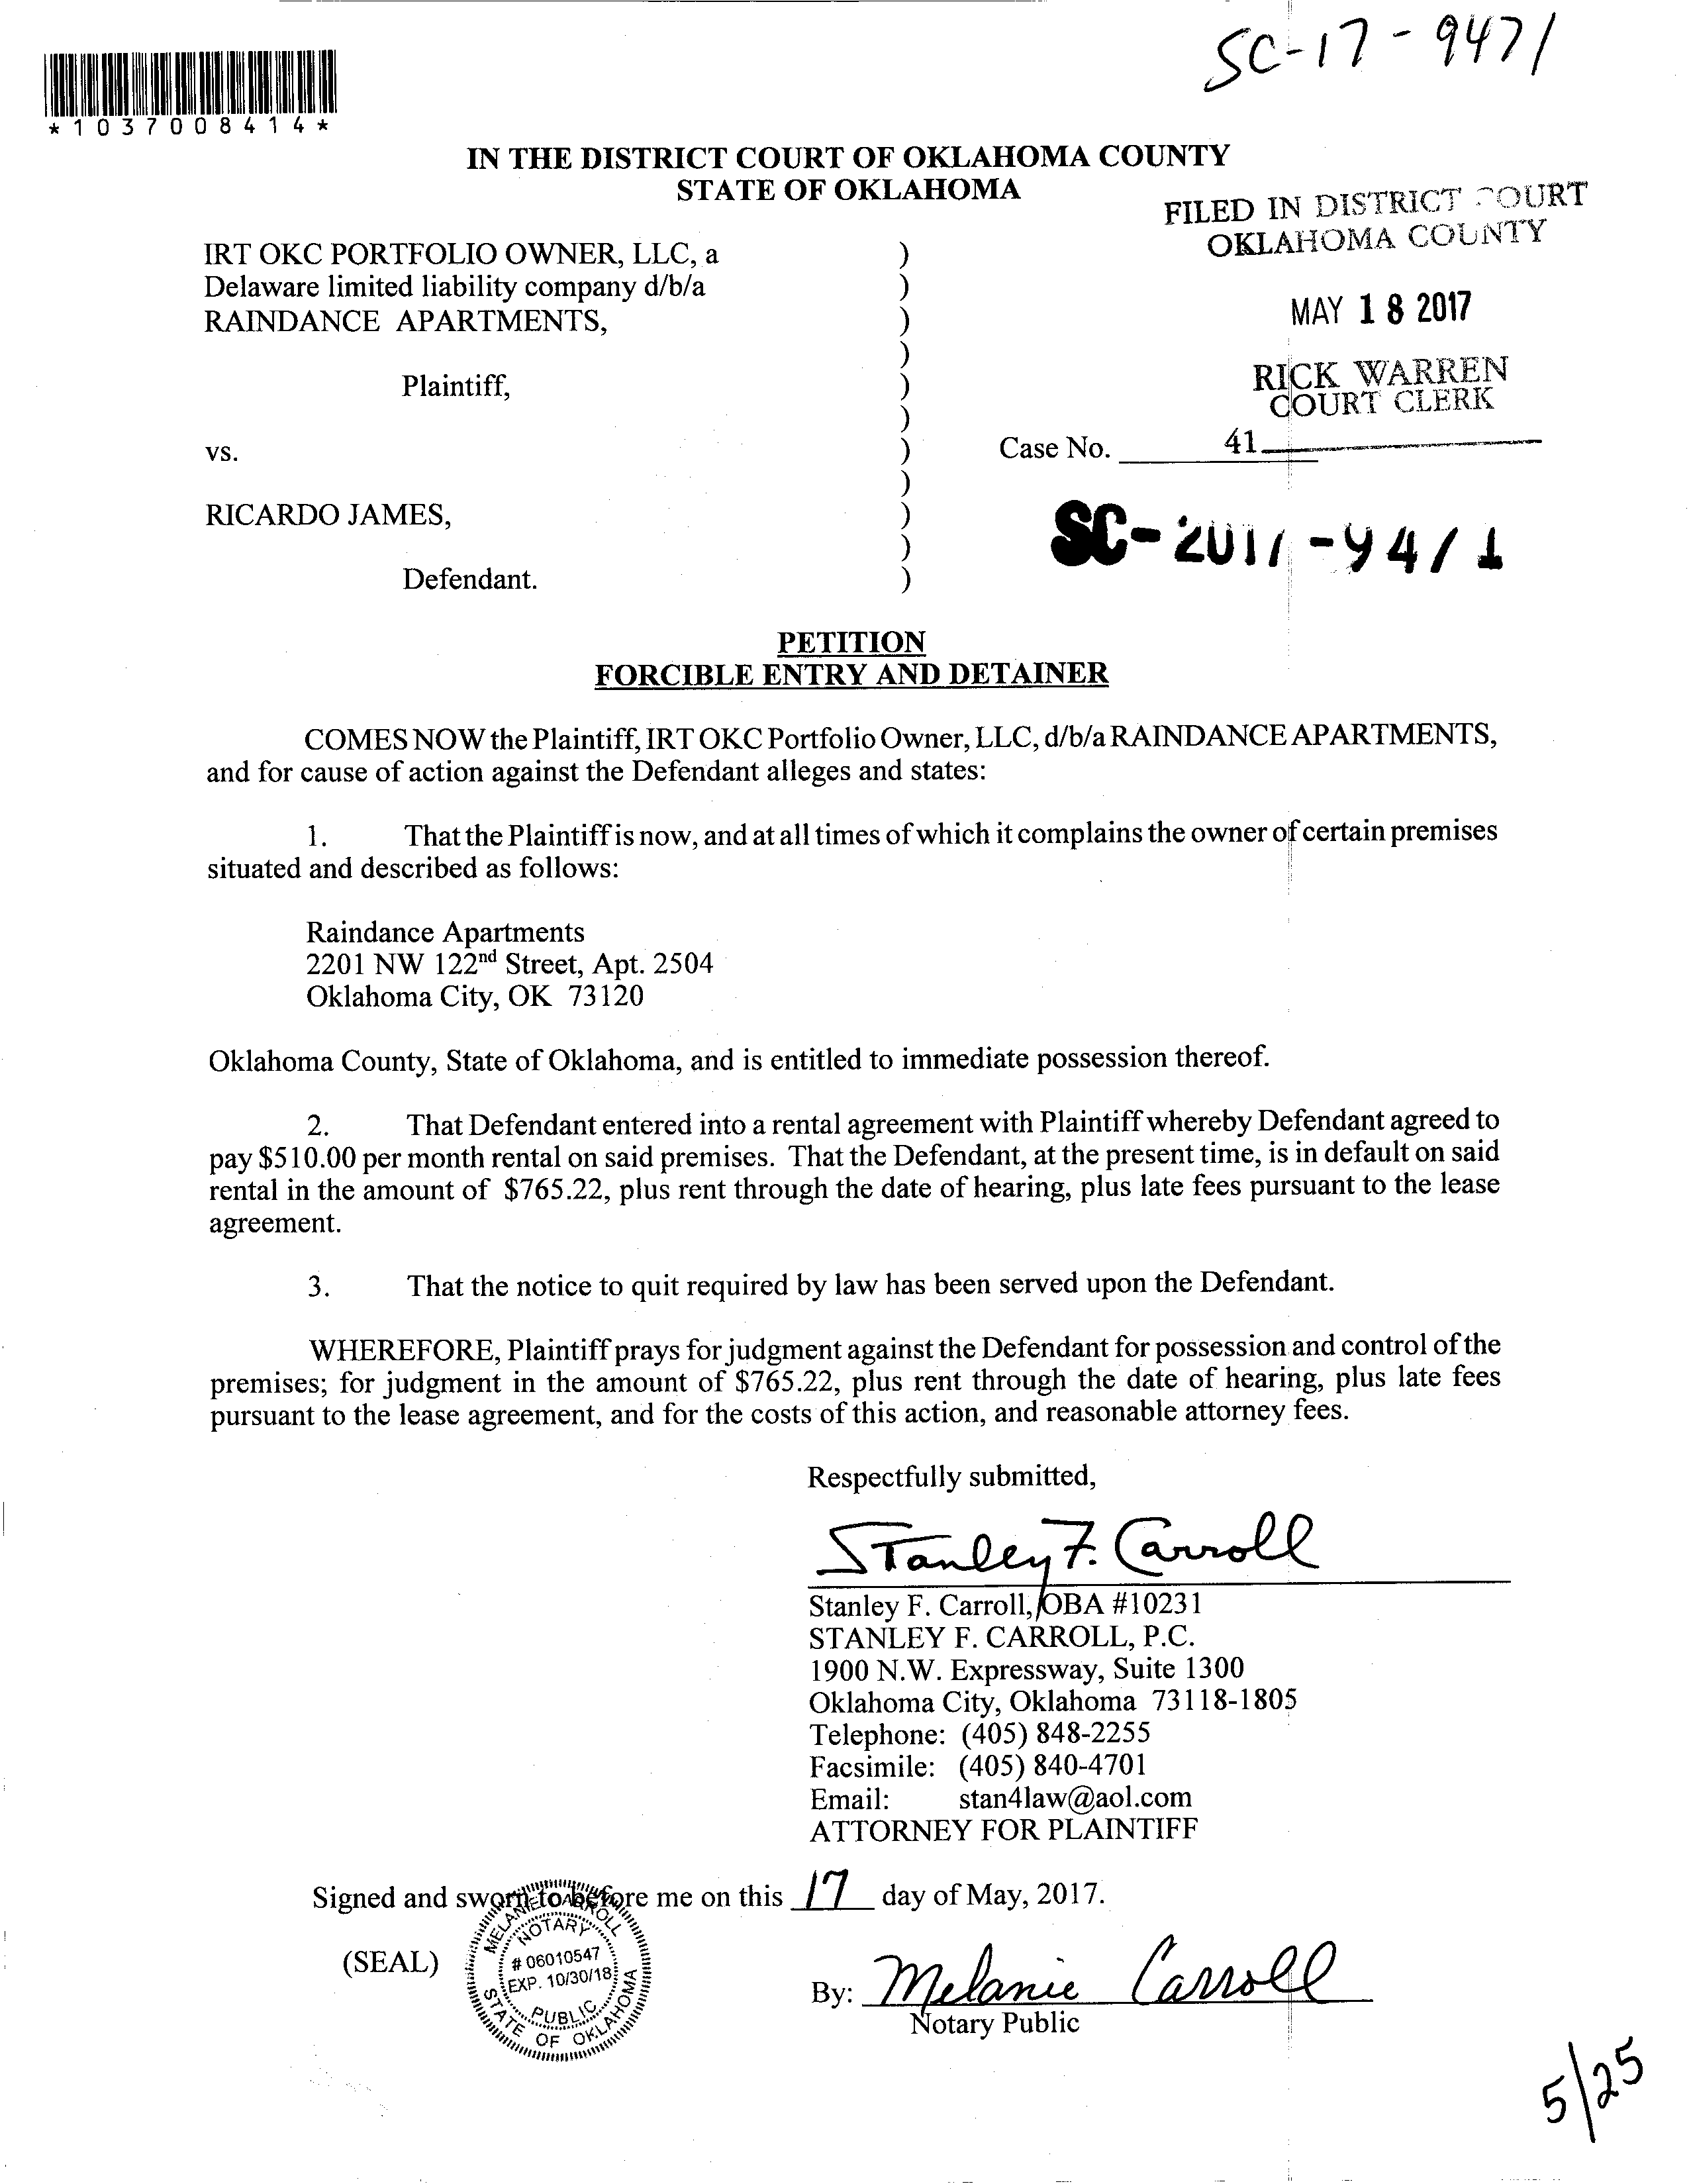 SC-17-9471
*1037008414*
IN THE DISTRICT COURT OF OKLAHOMA COUNTY
STATE OF OKLAHOMA
FILED IN DISTRICT COURT
OKLAHOMA COUNTY
MAY 18 2017
RICK WARREN
COURT CLERK
41
IRT OKC PORTFOLIO OWNER, LLC, a )
Delaware limited liability company d/b/a )
RAINDANCE APARTMENTS, )
)
Plaintiff, )
)
vs. ) Case No.
)
RICARDO JAMES, )
)
Defendant. )
SC-2017-9471
PETITION
FORCIBLE ENTRY AND DETAINER
COMES NOW the Plaintiff, IRT OKC Portfolio Owner, LLC, d/b/a RAINDANCE APARTMENTS,
and for cause of action against the Defendant alleges and states:
1. That the Plaintiff is now, and at all times of which it complains the owner of certain premises
situated and described as follows:
Raindance Apartments
2201 NW 122nd Street, Apt. 2504
Oklahoma City, OK 73120
Oklahoma County, State of Oklahoma, and is entitled to immediate possession thereof.
2. That Defendant entered into a rental agreement with Plaintiff whereby Defendant agreed to
pay $510.00 per month rental on said premises. That the Defendant, at the present time, is in default on said
rental in the amount of $765.22, plus rent through the date of hearing, plus late fees pursuant to the lease
agreement.
3. That the notice to quit required by law has been served upon the Defendant.
WHEREFORE, Plaintiff prays for judgment against the Defendant for possession and control of the
premises; for judgment in the amount of $765.22, plus rent through the date of hearing, plus late fees
pursuant to the lease agreement, and for the costs of this action, and reasonable attorney fees.
Respectfully submitted,
Stanley F. Carroll
Stanley F. Carroll, OBA #10231
STANLEY F. CARROLL, P.C.
1900 N.W. Expressway, Suite 1300
Oklahoma City, Oklahoma 73118-1805
Telephone: (405) 848-2255
Facsimile: (405) 840-4701
Email: stan4law@aol.com
ATTORNEY FOR PLAINTIFF
Signed and sworn to before me on this 17 day of May, 2017.
(SEAL)
MELANIE CARROLL
NOTARY
# 06010547
EXP. 10/30/18
PUBLIC
STATE OF OKLAHOMA
By: Melanie Carroll
Notary Public
5/25